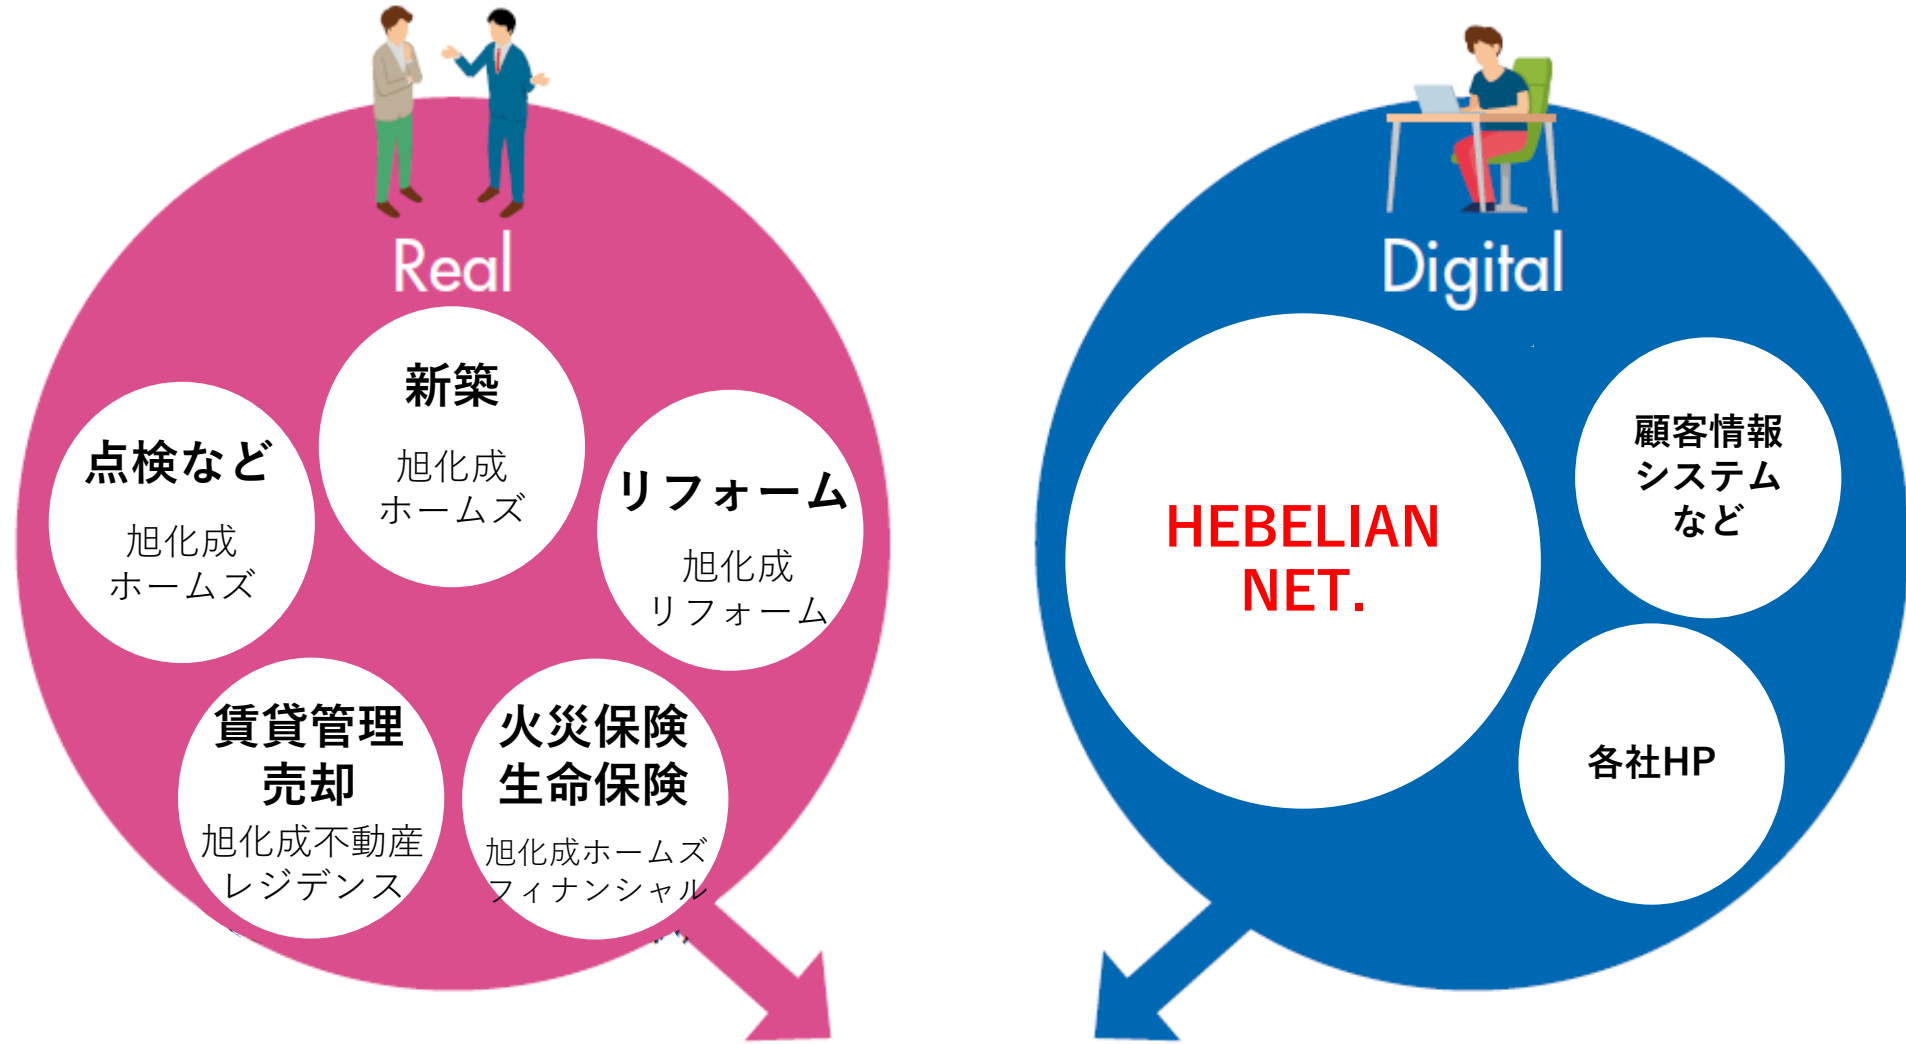 Real
新築
旭化成
ホームズ
点検など
旭化成
ホームズ
リフォーム
旭化成
リフォーム
賃貸管理
売却
旭化成不動産
レジデンス
火災保険
生命保険
旭化成ホームズ
フィナンシャル
Digital
HEBELIAN
NET.
顧客情報
システム
など
各社HP